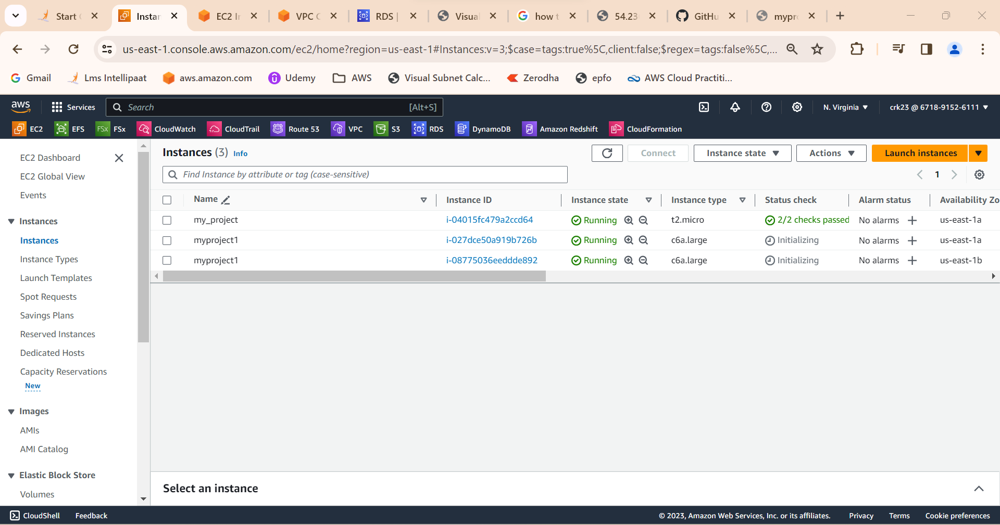 Start
Instan
EC2 In
VPC
RDS |
Visual
how t
54.23
GitHu
mypr
us-east-1.console.aws.amazon.com/ec2/home?region=us-east-1#Instances:v=3;$case=tags:true%5C,client:false;$regex=tags:false%5C,...
Gmail
Lms Intellipaat
aws.amazon.com
Udemy
AWS
Visual Subnet Calc...
Zerodha
epfo
AWS Cloud Practiti...
aws
Services
Search
[Alt+S]
N. Virginia
crk23 @ 6718-9152-6111
EC2
EFS
FSx
FSx
CloudWatch
CloudTrail
Route 53
VPC
S3
RDS
DynamoDB
Amazon Redshift
CloudFormation
EC2 Dashboard
EC2 Global View
Events
Instances
Instances
Instance Types
Launch Templates
Spot Requests
Savings Plans
Reserved Instances
Dedicated Hosts
Capacity Reservations
New
Images
AMIs
AMI Catalog
Elastic Block Store
Volumes
Instances (3) Info
Connect
Instance state
Actions
Launch instances
Find Instance by attribute or tag (case-sensitive)
1
Name Instance ID Instance state Instance type Status check Alarm status Availability Zo
my_project i-04015fc479a2ccd64 Running t2.micro 2/2 checks passed No alarms us-east-1a
myproject1 i-027dce50a919b726b Running c6a.large Initializing No alarms us-east-1a
myproject1 i-08775036eeddde892 Running c6a.large Initializing No alarms us-east-1b
Select an instance
CloudShell
Feedback
© 2023, Amazon Web Services, Inc. or its affiliates.
Privacy
Terms
Cookie preferences